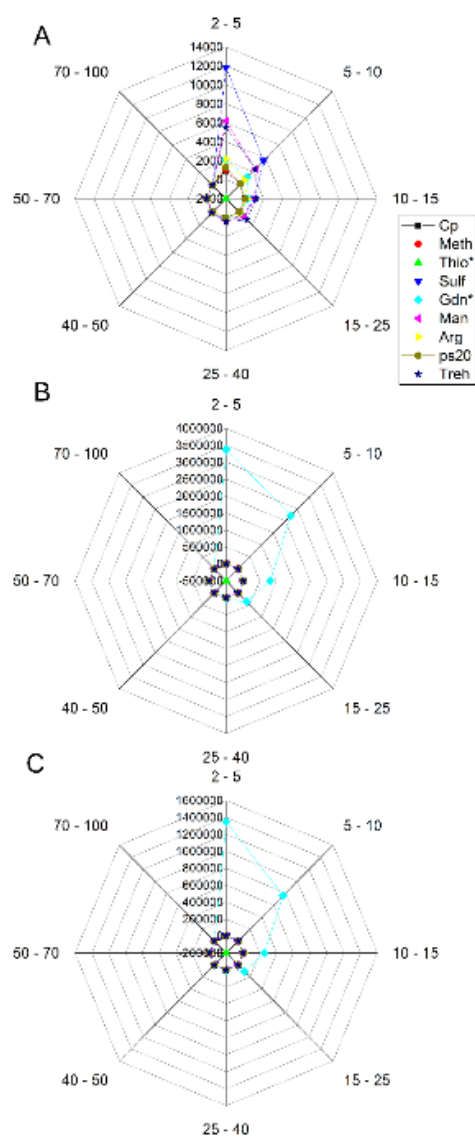 A
2 - 5
14000
12000
10000
8000
6000
4000
2000
0
-2000
70 - 100
5 - 10
50 - 70
10 - 15
40 - 50
15 - 25
25 - 40
Cp
Meth
Thio*
Sulf
Gdn*
Man
Arg
ps20
Treh
B
2 - 5
4000000
3500000
3000000
2500000
2000000
1500000
1000000
500000
0
-500000
70 - 100
5 - 10
50 - 70
10 - 15
40 - 50
15 - 25
25 - 40
C
2 - 5
1600000
1400000
1200000
1000000
800000
600000
400000
200000
0
-200000
70 - 100
5 - 10
50 - 70
10 - 15
40 - 50
15 - 25
25 - 40